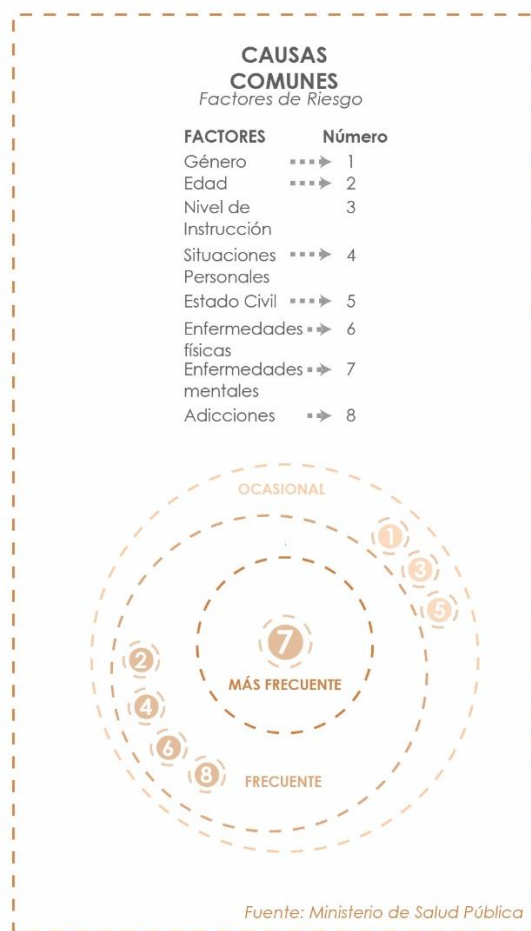 CAUSAS
COMUNES
Factores de Riesgo
FACTORES Número
Género 1
Edad 2
Nivel de 3
Instrucción
Situaciones 4
Personales
Estado Civil 5
Enfermedades 6
físicas
Enfermedades 7
mentales
Adicciones 8
OCASIONAL
1
3
5
7
MÁS FRECUENTE
2
4
6
8
FRECUENTE
Fuente: Ministerio de Salud Pública